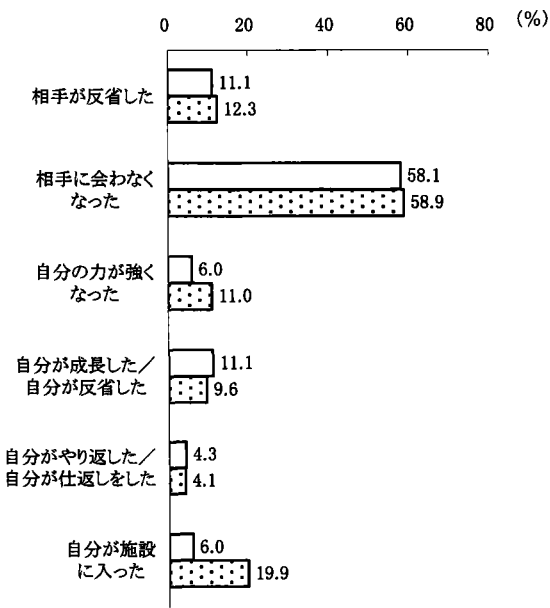 (%)
0 20 40 60 80
相手が反省した
11.1
12.3
相手に会わなく
なった
58.1
58.9
自分の力が強く
なった
6.0
11.0
自分が成長した／
自分が反省した
11.1
9.6
自分がやり返した／
自分が仕返しをした
4.3
4.1
自分が施設
に入った
6.0
19.9